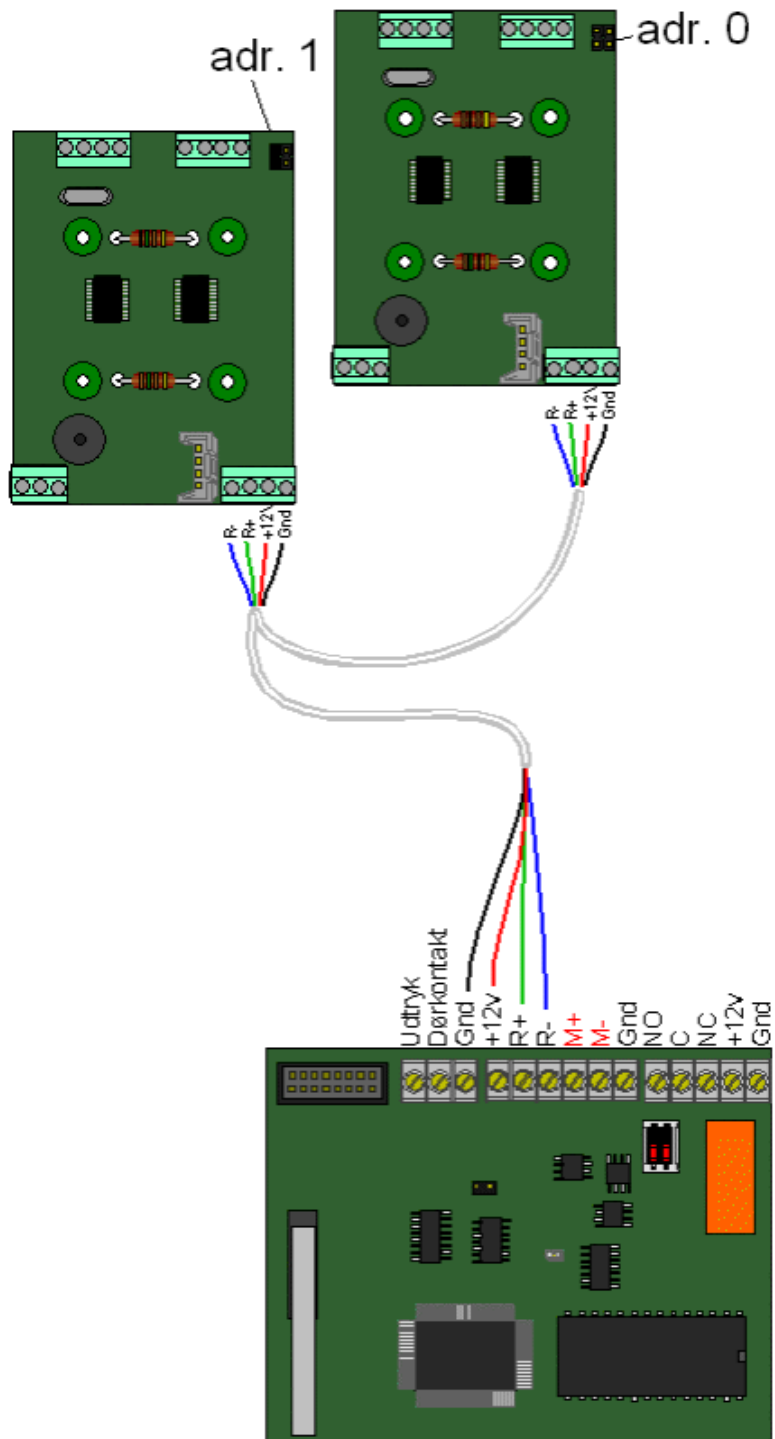 adr. 0
adr. 1
R-
R+
+12V
Gnd
R-
R+
+12V
Gnd
Udtryk
Dørkontakt
Gnd
+12v
R+
R-
M+
M-
Gnd
NO
C
NC
+12v
Gnd